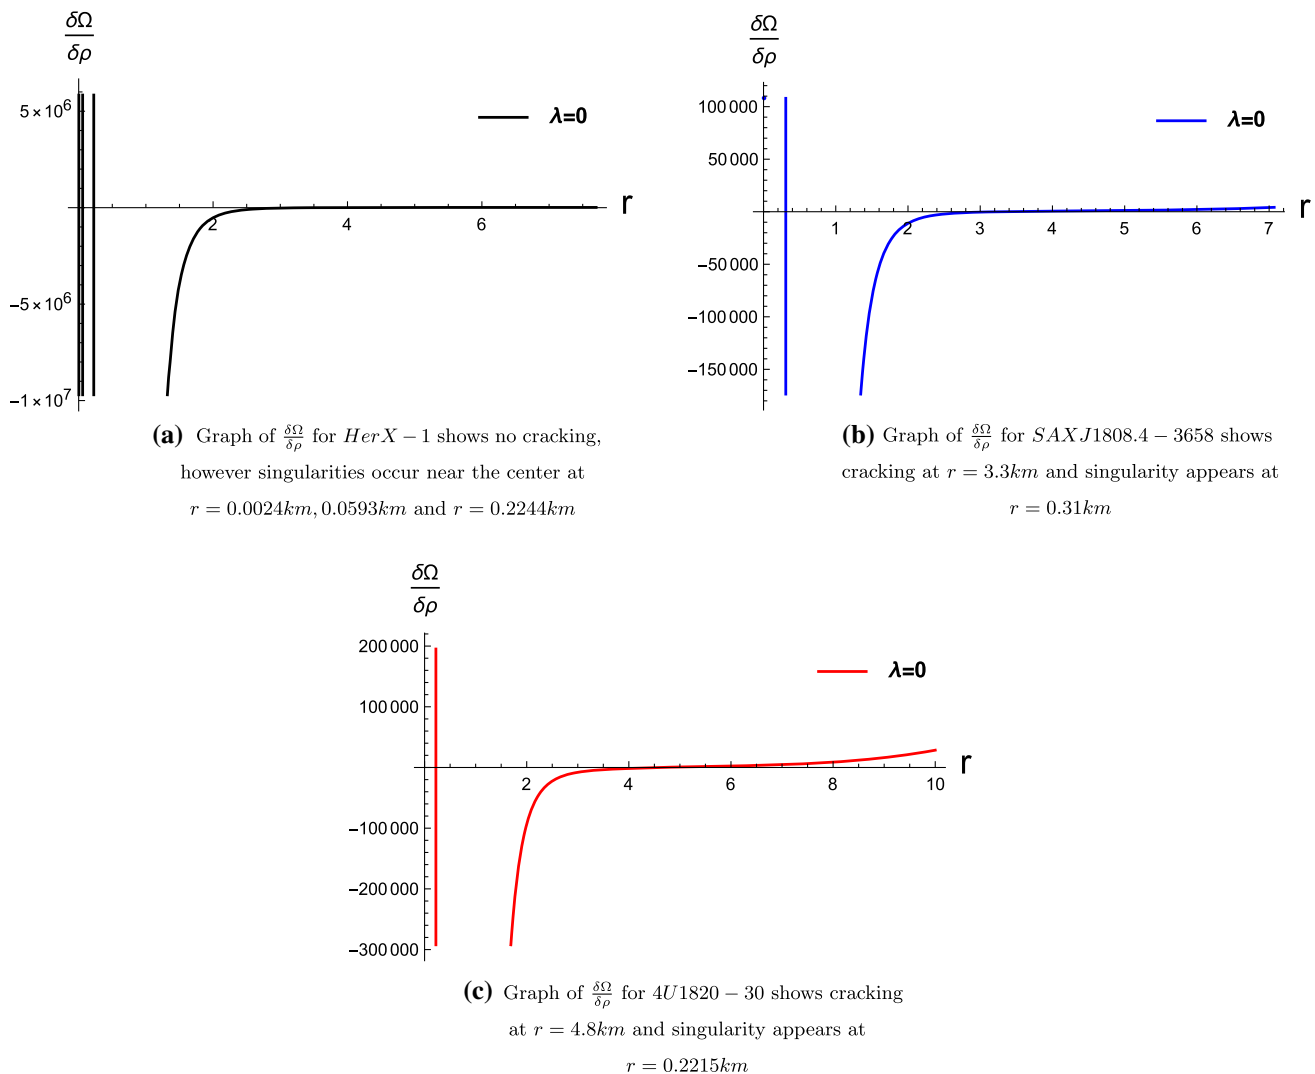 δΩ
δρ
5×10⁶
−5×10⁶
−1×10⁷
2 4 6
r
λ=0
(a) Graph of δΩ/δρ for HerX − 1 shows no cracking,
however singularities occur near the center at
r = 0.0024km, 0.0593km and r = 0.2244km
δΩ
δρ
100 000
50 000
−50 000
−100 000
−150 000
1 2 3 4 5 6 7
r
λ=0
(b) Graph of δΩ/δρ for SAXJ1808.4 − 3658 shows
cracking at r = 3.3km and singularity appears at
r = 0.31km
δΩ
δρ
200 000
100 000
−100 000
−200 000
−300 000
2 4 6 8 10
r
λ=0
(c) Graph of δΩ/δρ for 4U1820 − 30 shows cracking
at r = 4.8km and singularity appears at
r = 0.2215km